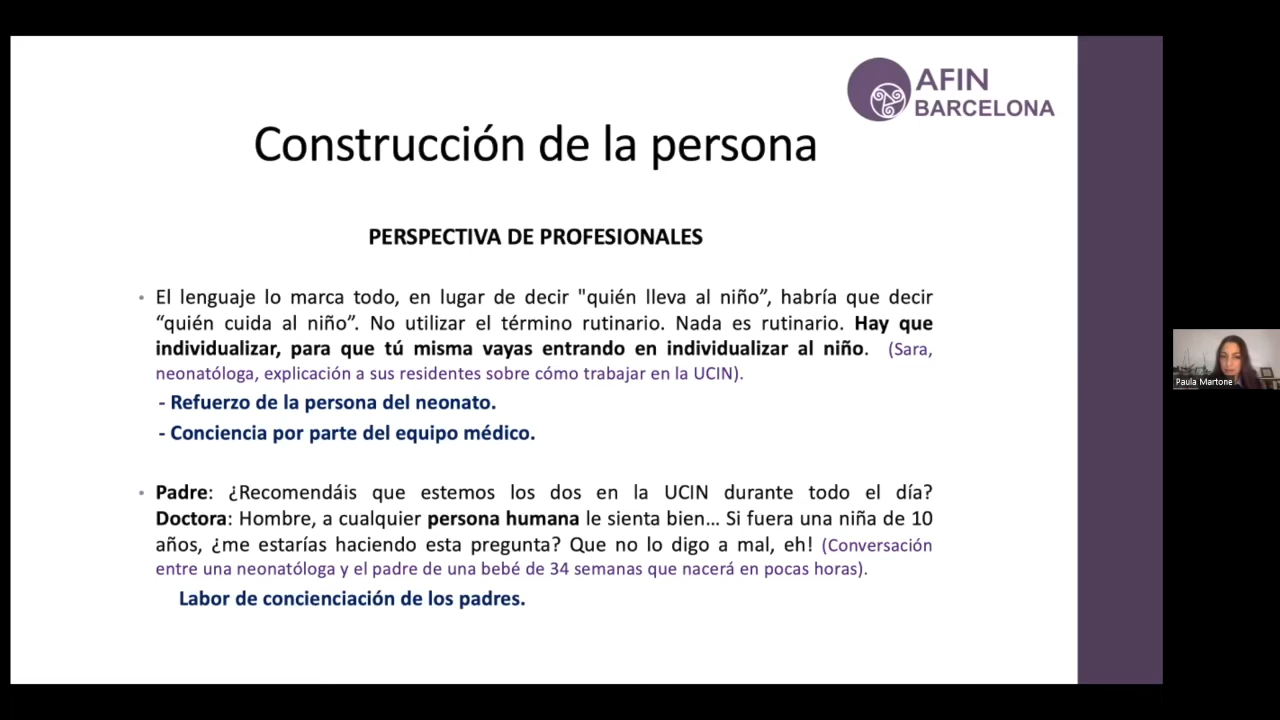 AFIN
BARCELONA
Construcción de la persona
PERSPECTIVA DE PROFESIONALES
• El lenguaje lo marca todo, en lugar de decir "quién lleva al niño”, habría que decir
“quién cuida al niño”. No utilizar el término rutinario. Nada es rutinario. Hay que
individualizar, para que tú misma vayas entrando en individualizar al niño. (Sara,
neonatóloga, explicación a sus residentes sobre cómo trabajar en la UCIN).
- Refuerzo de la persona del neonato.
- Conciencia por parte del equipo médico.
• Padre: ¿Recomendáis que estemos los dos en la UCIN durante todo el día?
Doctora: Hombre, a cualquier persona humana le sienta bien… Si fuera una niña de 10
años, ¿me estarías haciendo esta pregunta? Que no lo digo a mal, eh! (Conversación
entre una neonatóloga y el padre de una bebé de 34 semanas que nacerá en pocas horas).
Labor de concienciación de los padres.
Paula Martone